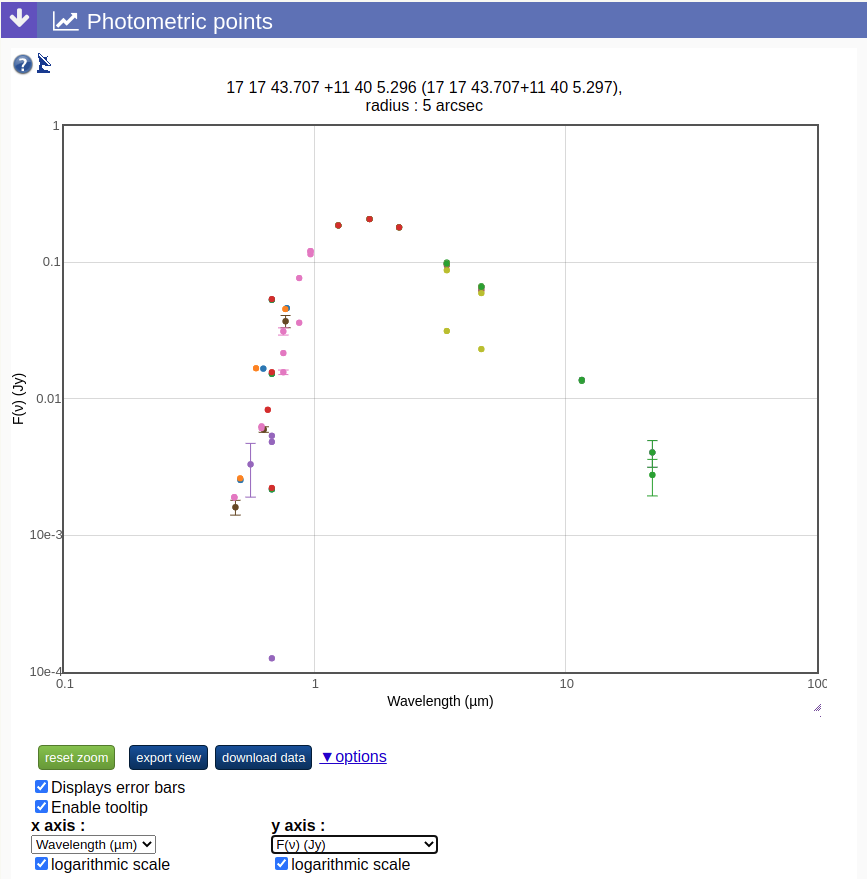 Photometric points
?
17 17 43.707 +11 40 5.296 (17 17 43.707+11 40 5.297),
radius : 5 arcsec
1
0.1
0.01
10e-3
10e-4
F(ν) (Jy)
0.1 1 10 100
Wavelength (µm)
reset zoom export view download data ▼options
Displays error bars
Enable tooltip
x axis : y axis :
Wavelength (µm) F(ν) (Jy)
logarithmic scale logarithmic scale